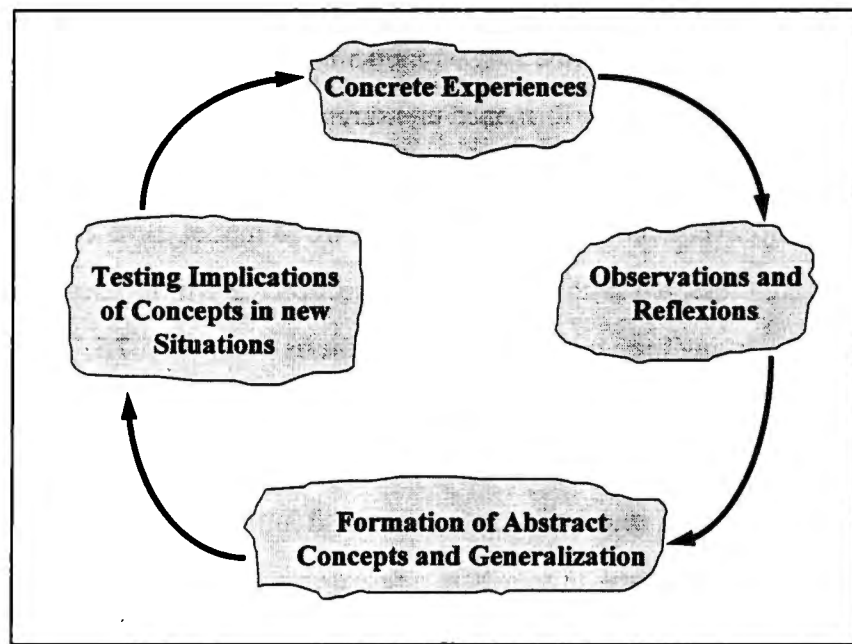 Concrete Experiences
Observations and
Reflexions
Formation of Abstract
Concepts and Generalization
Testing Implications
of Concepts in new
Situations